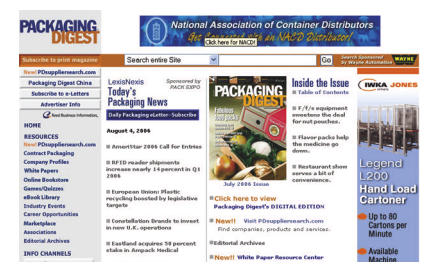 PACKAGING
DIGEST
National Association of Container Distributors
Get Connected with an NACD Distributor!
Click here for NACD!
Subscribe to print magazine
Search entire Site
Go
Search Sponsored
by Wayne Automation
WAYNE
New! PDsuppliersearch.com
Packaging Digest China
Subscribe to e-Letters
Advertiser Info
Reed Business Information.
HOME
RESOURCES
New! PDsuppliersearch.com
Contract Packaging
Company Profiles
White Papers
Online Bookstore
Games/Quizzes
eBook Library
Industry Events
Career Opportunities
Marketplace
Associations
Editorial Archives
INFO CHANNELS
LexisNexis
Sponsored by
PACK EXPO
Today's
Packaging News
Daily Packaging eLetter - Subscribe
August 4, 2006
AmeriStar 2006 Call for Entries
RFID reader shipments
increase nearly 14 percent in Q1
2006
European Union: Plastic
recycling boosted by legislative
targets
Constellation Brands to invest
in new U.K. operations
Eastland acquires 50 percent
stake in Ampack Medical
PACKAGING
DIGEST
Fabulous
food packs
July 2006 Issue
Inside the Issue
Table of Contents
F/f/s equipment
sweetens the deal
for nut pouches.
Flavor packs help
the medicine go
down.
Restaurant show
serves a bit of
convenience.
Click here to view
Packaging Digest's DIGITAL EDITION
New!! Visit PDsuppliersearch.com
Find companies, products and services.
Editorial Archives
New!! White Paper Resource Center
IWKA JONES
Legend
L200
Hand Load
Cartoner
Up to 80
Cartons per
Minute
Available
Machine